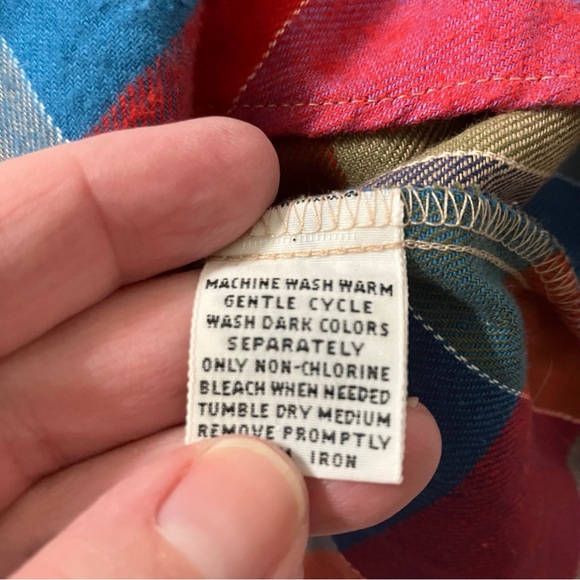 MACHINE WASH WARM
GENTLE CYCLE
WASH DARK COLORS
SEPARATELY
ONLY NON-CHLORINE
BLEACH WHEN NEEDED
TUMBLE DRY MEDIUM
REMOVE PROMPTLY
IRON